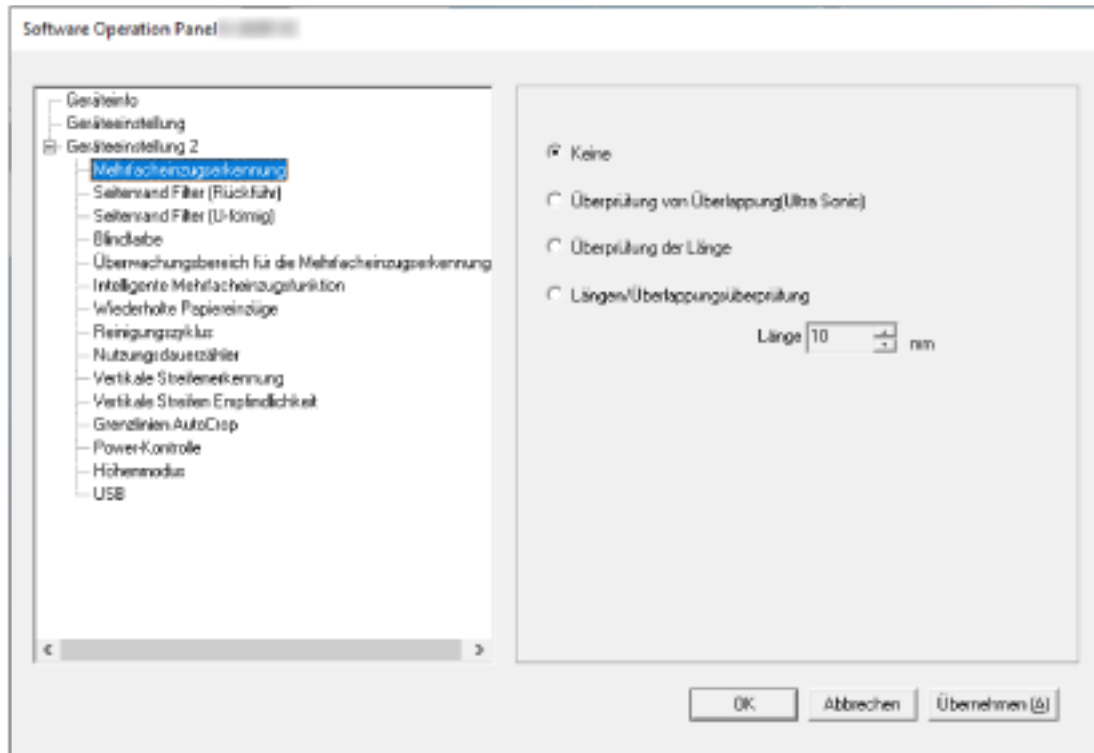 Software Operation Panel
Geräteinfo
Geräteeinstellung
Geräteeinstellung 2
Mehrfacheinzugserkennung
Seitenrand Filter (Rückführ)
Seitenrand Filter (U-förmig)
Blindfarbe
Überwachungsbereich für die Mehrfacheinzugserkennung
Intelligente Mehrfacheinzugsfunktion
Wiederholte Papiereinzüge
Reinigungszyklus
Nutzungsdauerzähler
Vertikale Streifenerkennung
Vertikale Streifen Empfindlichkeit
Grenzlinien AutoCrop
Power-Kontrolle
Höhenmodus
USB
Keine
Überprüfung von Überlappung(Ultra Sonic)
Überprüfung der Länge
Längen/Überlappungsüberprüfung
Länge 10 mm
OK Abbrechen Übernehmen (A)